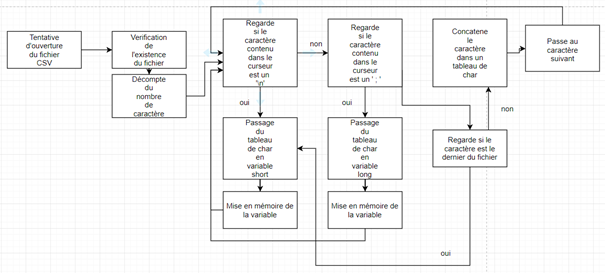 Tentative
d'ouverture
du fichier
CSV
Verification
de
l'existence
du fichier
Décompte
du
nombre
de
caractère
Regarde
si le
caractère
contenu
dans le
curseur
est un
'\n'
non
Regarde
si le
caractère
contenu
dans le
curseur
est un ' ; '
Concatene
le
caractère
dans un
tableau de
char
Passe au
caractère
suivant
oui
oui
non
Passage
du
tableau
de char
en
variable
short
Passage
du
tableau
de char
en
variable
long
Regarde si le
caractère est le
dernier du fichier
Mise en mémoire de
la variable
Mise en mémoire de
la variable
oui